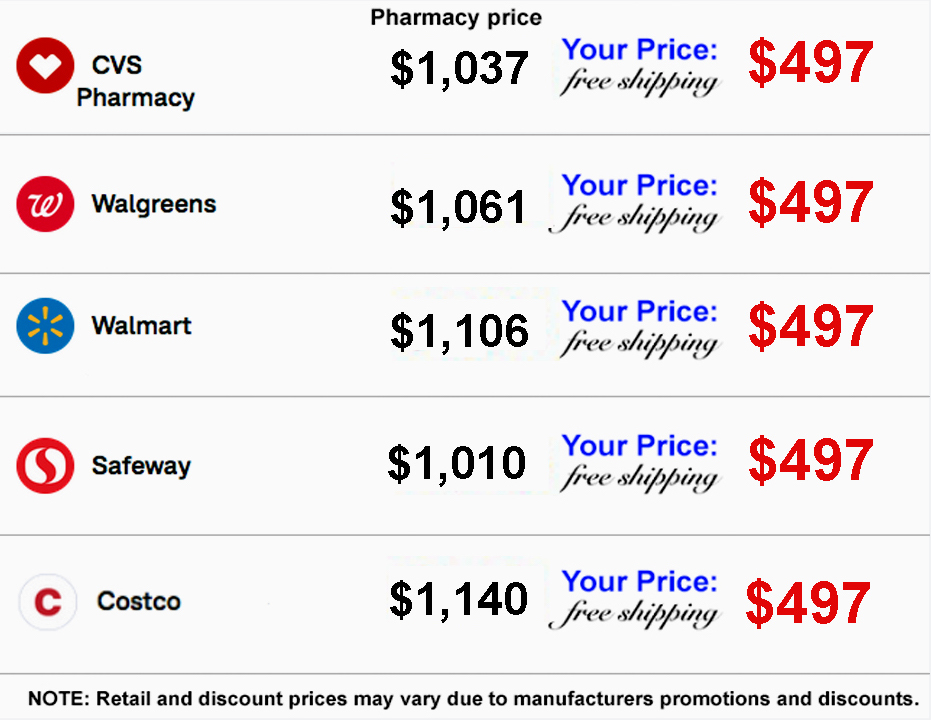 Pharmacy price
CVS
Pharmacy
$1,037
Your Price:
free shipping
$497
W
Walgreens
$1,061
Your Price:
free shipping
$497
Walmart
$1,106
Your Price:
free shipping
$497
S
Safeway
$1,010
Your Price:
free shipping
$497
C
Costco
$1,140
Your Price:
free shipping
$497
NOTE: Retail and discount prices may vary due to manufacturers promotions and discounts.